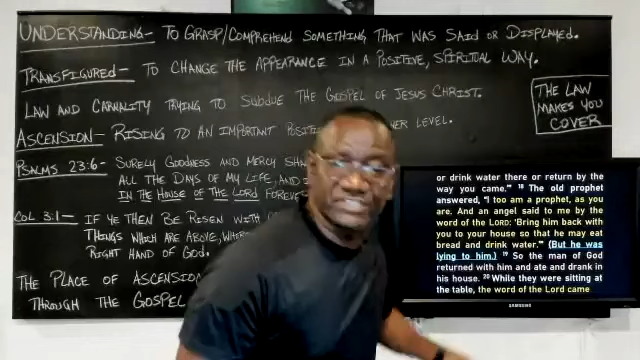 UNDERSTANDING- TO GRASP/COMPREHEND SOMETHING THAT WAS SAID OR DISPLAYED.
TRANSFIGURED- TO CHANGE THE APPEARANCE IN A POSITIVE, SPIRITUAL WAY.
LAW AND CARNALITY TRYING TO SUBDUE THE GOSPEL OF JESUS CHRIST.
ASCENSION- RISING TO AN IMPORTANT POSIT LEVEL.
PSALMS 23:6- SURELY GOODNESS AND MERCY SHA
ALL THE DAYS OF MY LIFE, AND
IN THE HOUSE OF THE LORD FOREVE
COL 3:1- IF YE THEN BE RISEN WITH
THINGS WHICH ARE ABOVE, WHER
RIGHT HAND OF GOD.
THE PLACE OF ASCENSION
THROUGH THE GOSPEL
THE LAW
MAKES YOU
COVER
or drink water there or return by the
way you came.'" 18 The old prophet
answered, "I too am a prophet, as you
are. And an angel said to me by the
word of the LORD: 'Bring him back with
you to your house so that he may eat
bread and drink water.'" (But he was
lying to him.) 19 So the man of God
returned with him and ate and drank in
his house. 20 While they were sitting at
the table, the word of the Lord came
SAMSUNG